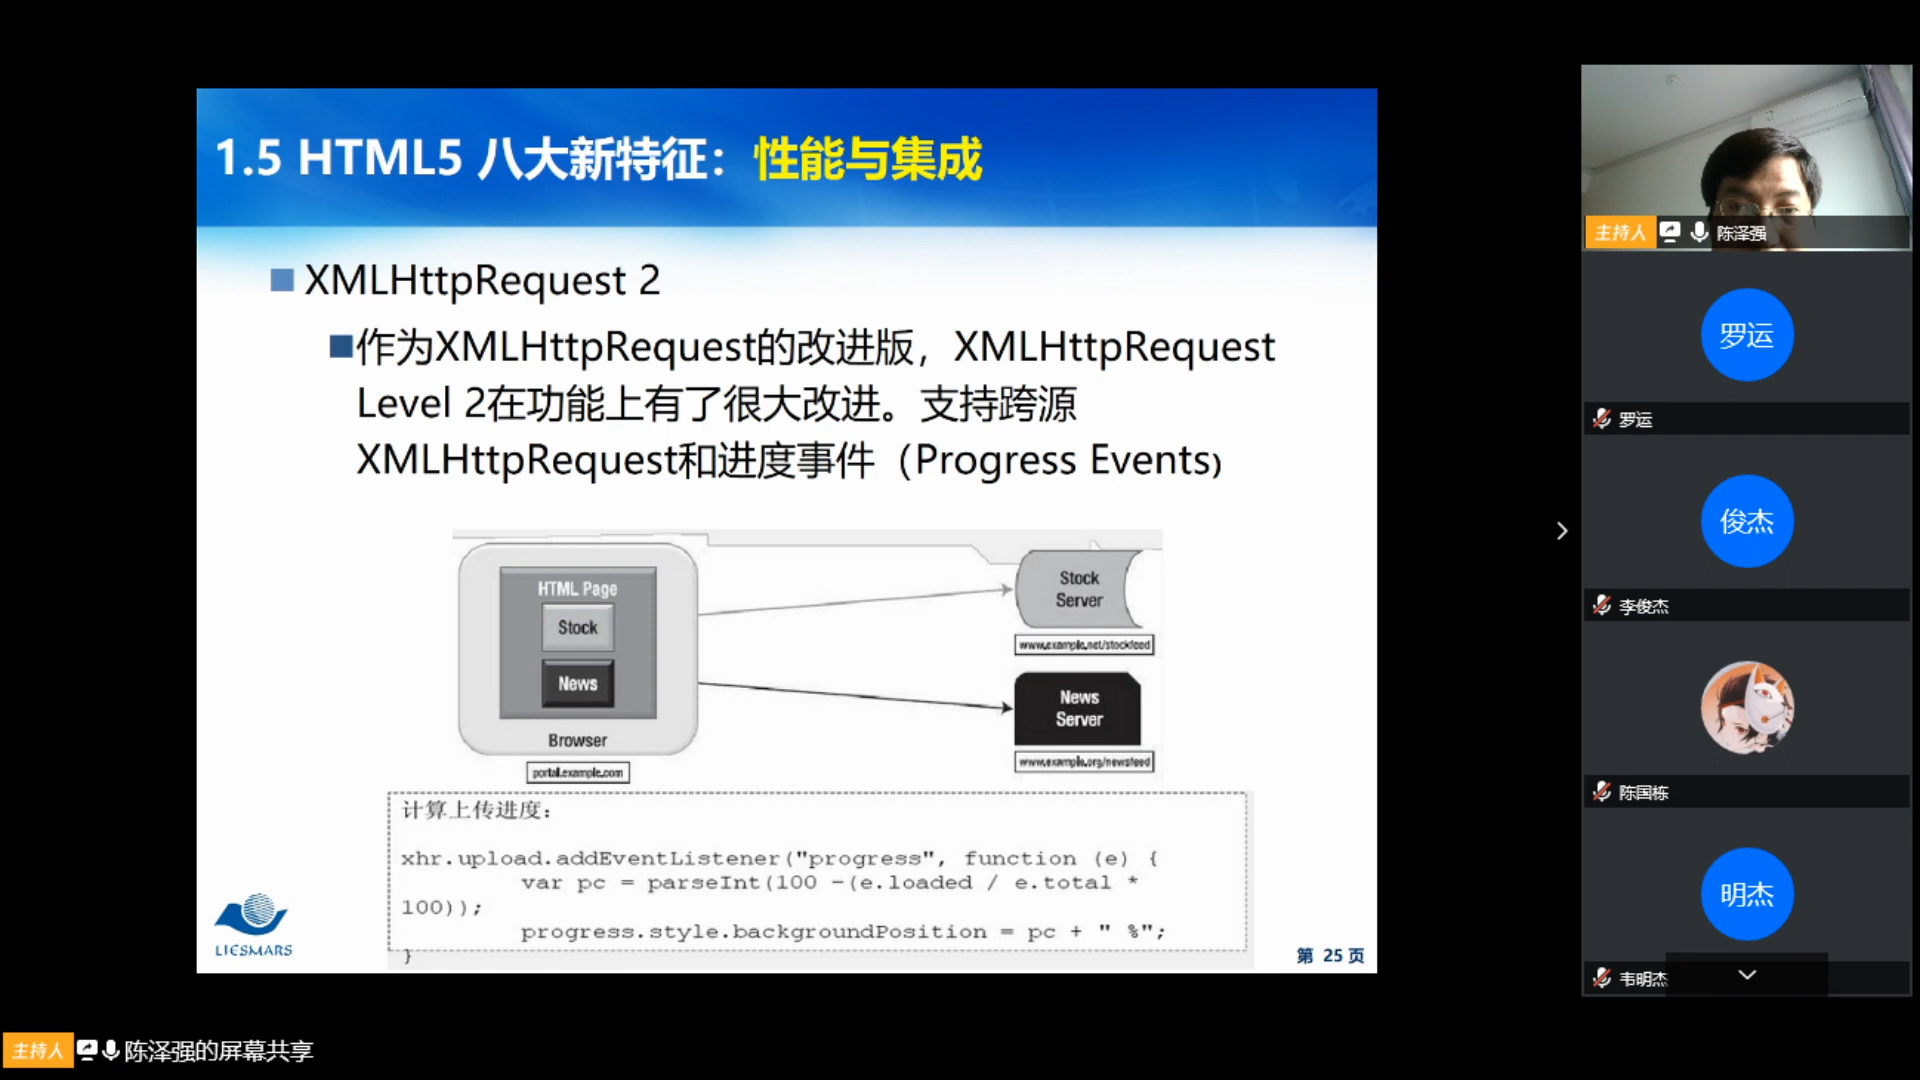 1.5 HTML5 八大新特征：性能与集成
XMLHttpRequest 2
作为XMLHttpRequest的改进版，XMLHttpRequest
Level 2在功能上有了很大改进。支持跨源
XMLHttpRequest和进度事件（Progress Events)
HTML Page
Stock
News
Browser
portal.example.com
Stock
Server
www.example.net/stockfeed
News
Server
www.example.org/newsfeed
计算上传进度：
xhr.upload.addEventListener("progress", function (e) {
var pc = parseInt(100 -(e.loaded / e.total *
100));
progress.style.backgroundPosition = pc + " %";
}
LIESMARS
第 25 页
主持人 陈泽强
罗运
罗运
俊杰
李俊杰
陈国栋
明杰
韦明杰
主持人 陈泽强的屏幕共享